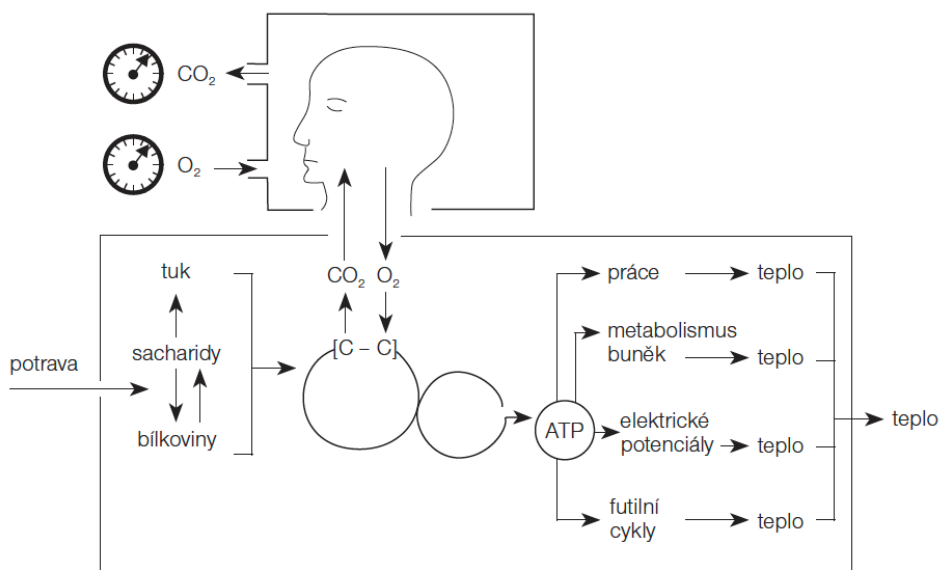 CO₂
O₂
tuk
CO₂ O₂
práce
teplo
[C – C]
metabolismus
buněk
teplo
potrava
sacharidy
bílkoviny
ATP
elektrické
potenciály
teplo
teplo
futilní
cykly
teplo